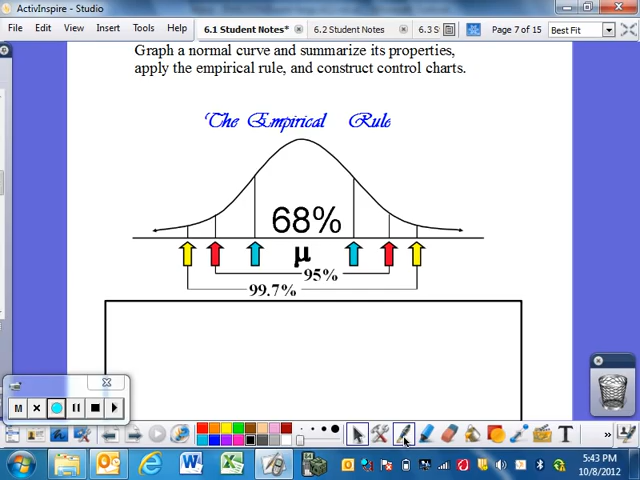 ActivInspire - Studio
File Edit View Insert Tools Help 6.1 Student Notes* 6.2 Student Notes 6.3 S Page 7 of 15 Best Fit
Graph a normal curve and summarize its properties,
apply the empirical rule, and construct control charts.
The Empirical Rule
68%
μ
95%
99.7%
M
T
»
W X
5:43 PM
10/8/2012